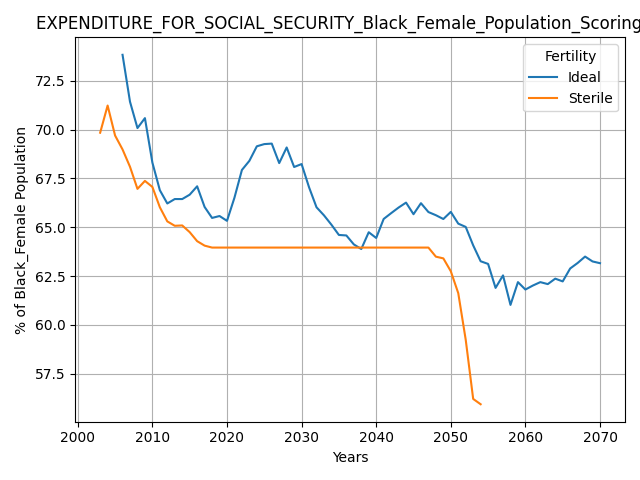 EXPENDITURE_FOR_SOCIAL_SECURITY_Black_Female_Population_Scoring
Fertility
Ideal
Sterile
% of Black_Female Population
72.5
70.0
67.5
65.0
62.5
60.0
57.5
2000 2010 2020 2030 2040 2050 2060 2070
Years